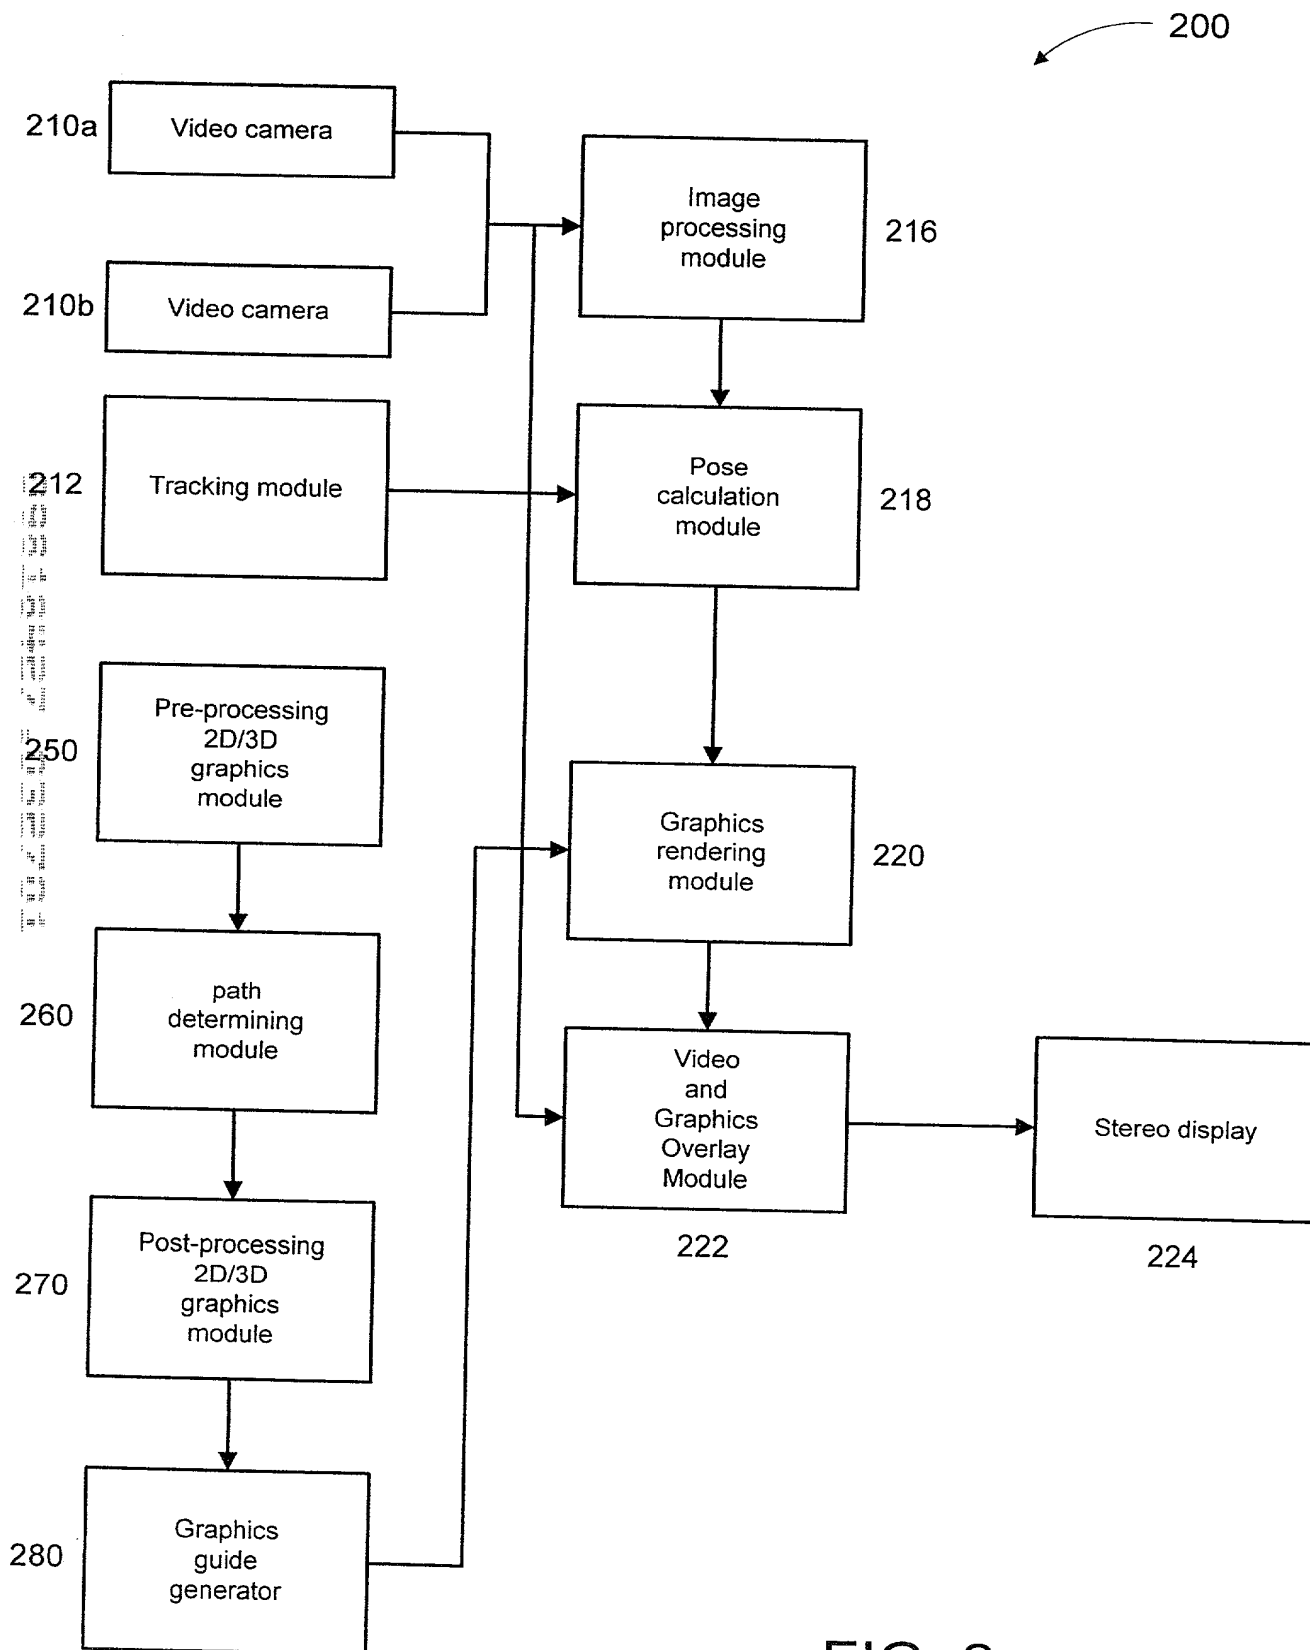 200
210a
Video camera
Image
processing
module
216
210b
Video camera
212
Tracking module
Pose
calculation
module
218
250
Pre-processing
2D/3D
graphics
module
Graphics
rendering
module
220
260
path
determining
module
Video
and
Graphics
Overlay
Module
222
Stereo display
224
270
Post-processing
2D/3D
graphics
module
280
Graphics
guide
generator